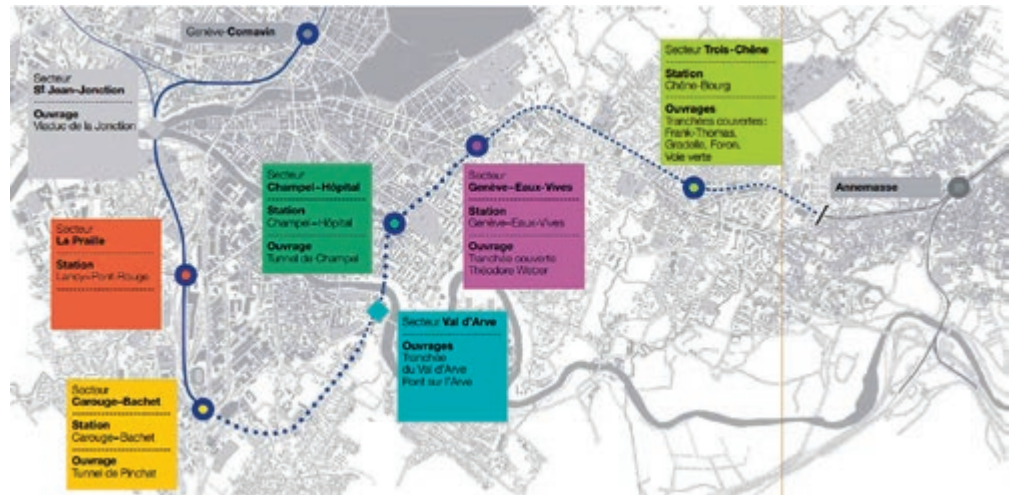 Genève-Cornavin
Secteur
St Jean-Jonction
Ouvrage
Viaduc de la Jonction
Secteur
La Praille
Station
Lancy-Pont-Rouge
Secteur
Carouge-Bachet
Station
Carouge-Bachet
Ouvrage
Tunnel de Pinchat
Secteur
Champel-Hôpital
Station
Champel-Hôpital
Ouvrage
Tunnel de Champel
Secteur Val d'Arve
Ouvrages
Tranchée
du Val d'Arve
Pont sur l'Arve
Secteur
Genève-Eaux-Vives
Station
Genève-Eaux-Vives
Ouvrage
Tranchée couverte
Théodore Weber
Secteur Trois-Chêne
Station
Chêne-Bourg
Ouvrages
Tranchées couvertes:
Frank-Thomas,
Gradelle, Foron,
Voie verte
Annemasse